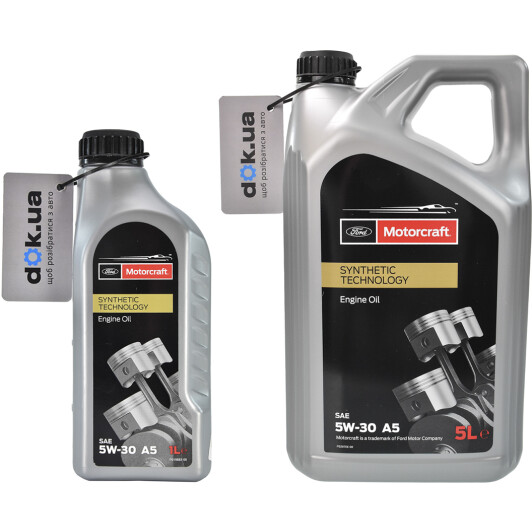 dok.ua
щоб розібратися з авто
Ford
Motorcraft
SYNTHETIC
TECHNOLOGY
Engine Oil
SAE
5W-30 A5
1L
dok.ua
щоб розібратися з авто
Ford
Motorcraft
SYNTHETIC
TECHNOLOGY
Engine Oil
SAE
5W-30 A5
5L e
Motorcraft is a trademark of Ford Motor Company